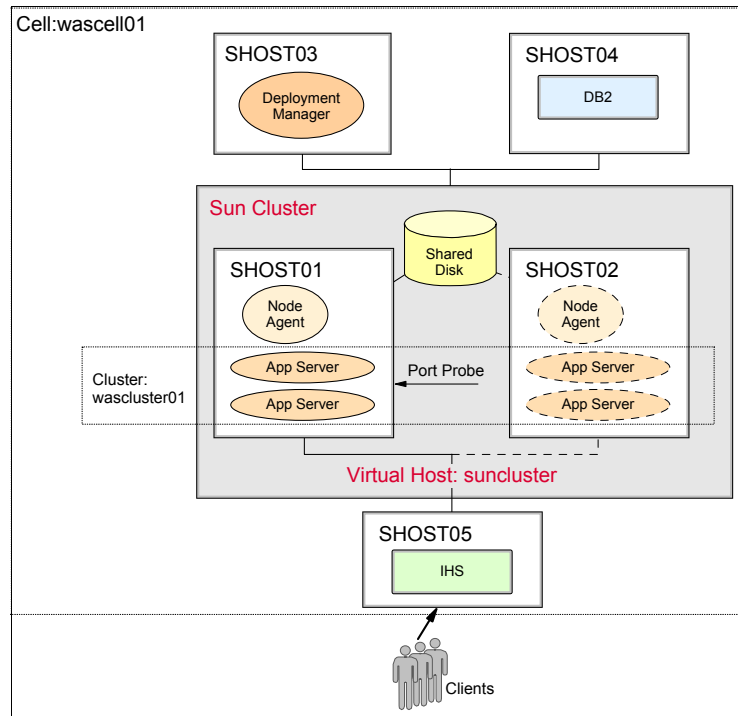 Cell:wascell01
SHOST03
Deployment
Manager
SHOST04
DB2
Sun Cluster
Shared
Disk
SHOST01
Node
Agent
App Server
App Server
SHOST02
Node
Agent
App Server
App Server
Cluster:
wascluster01
Port Probe
Virtual Host: suncluster
SHOST05
IHS
Clients